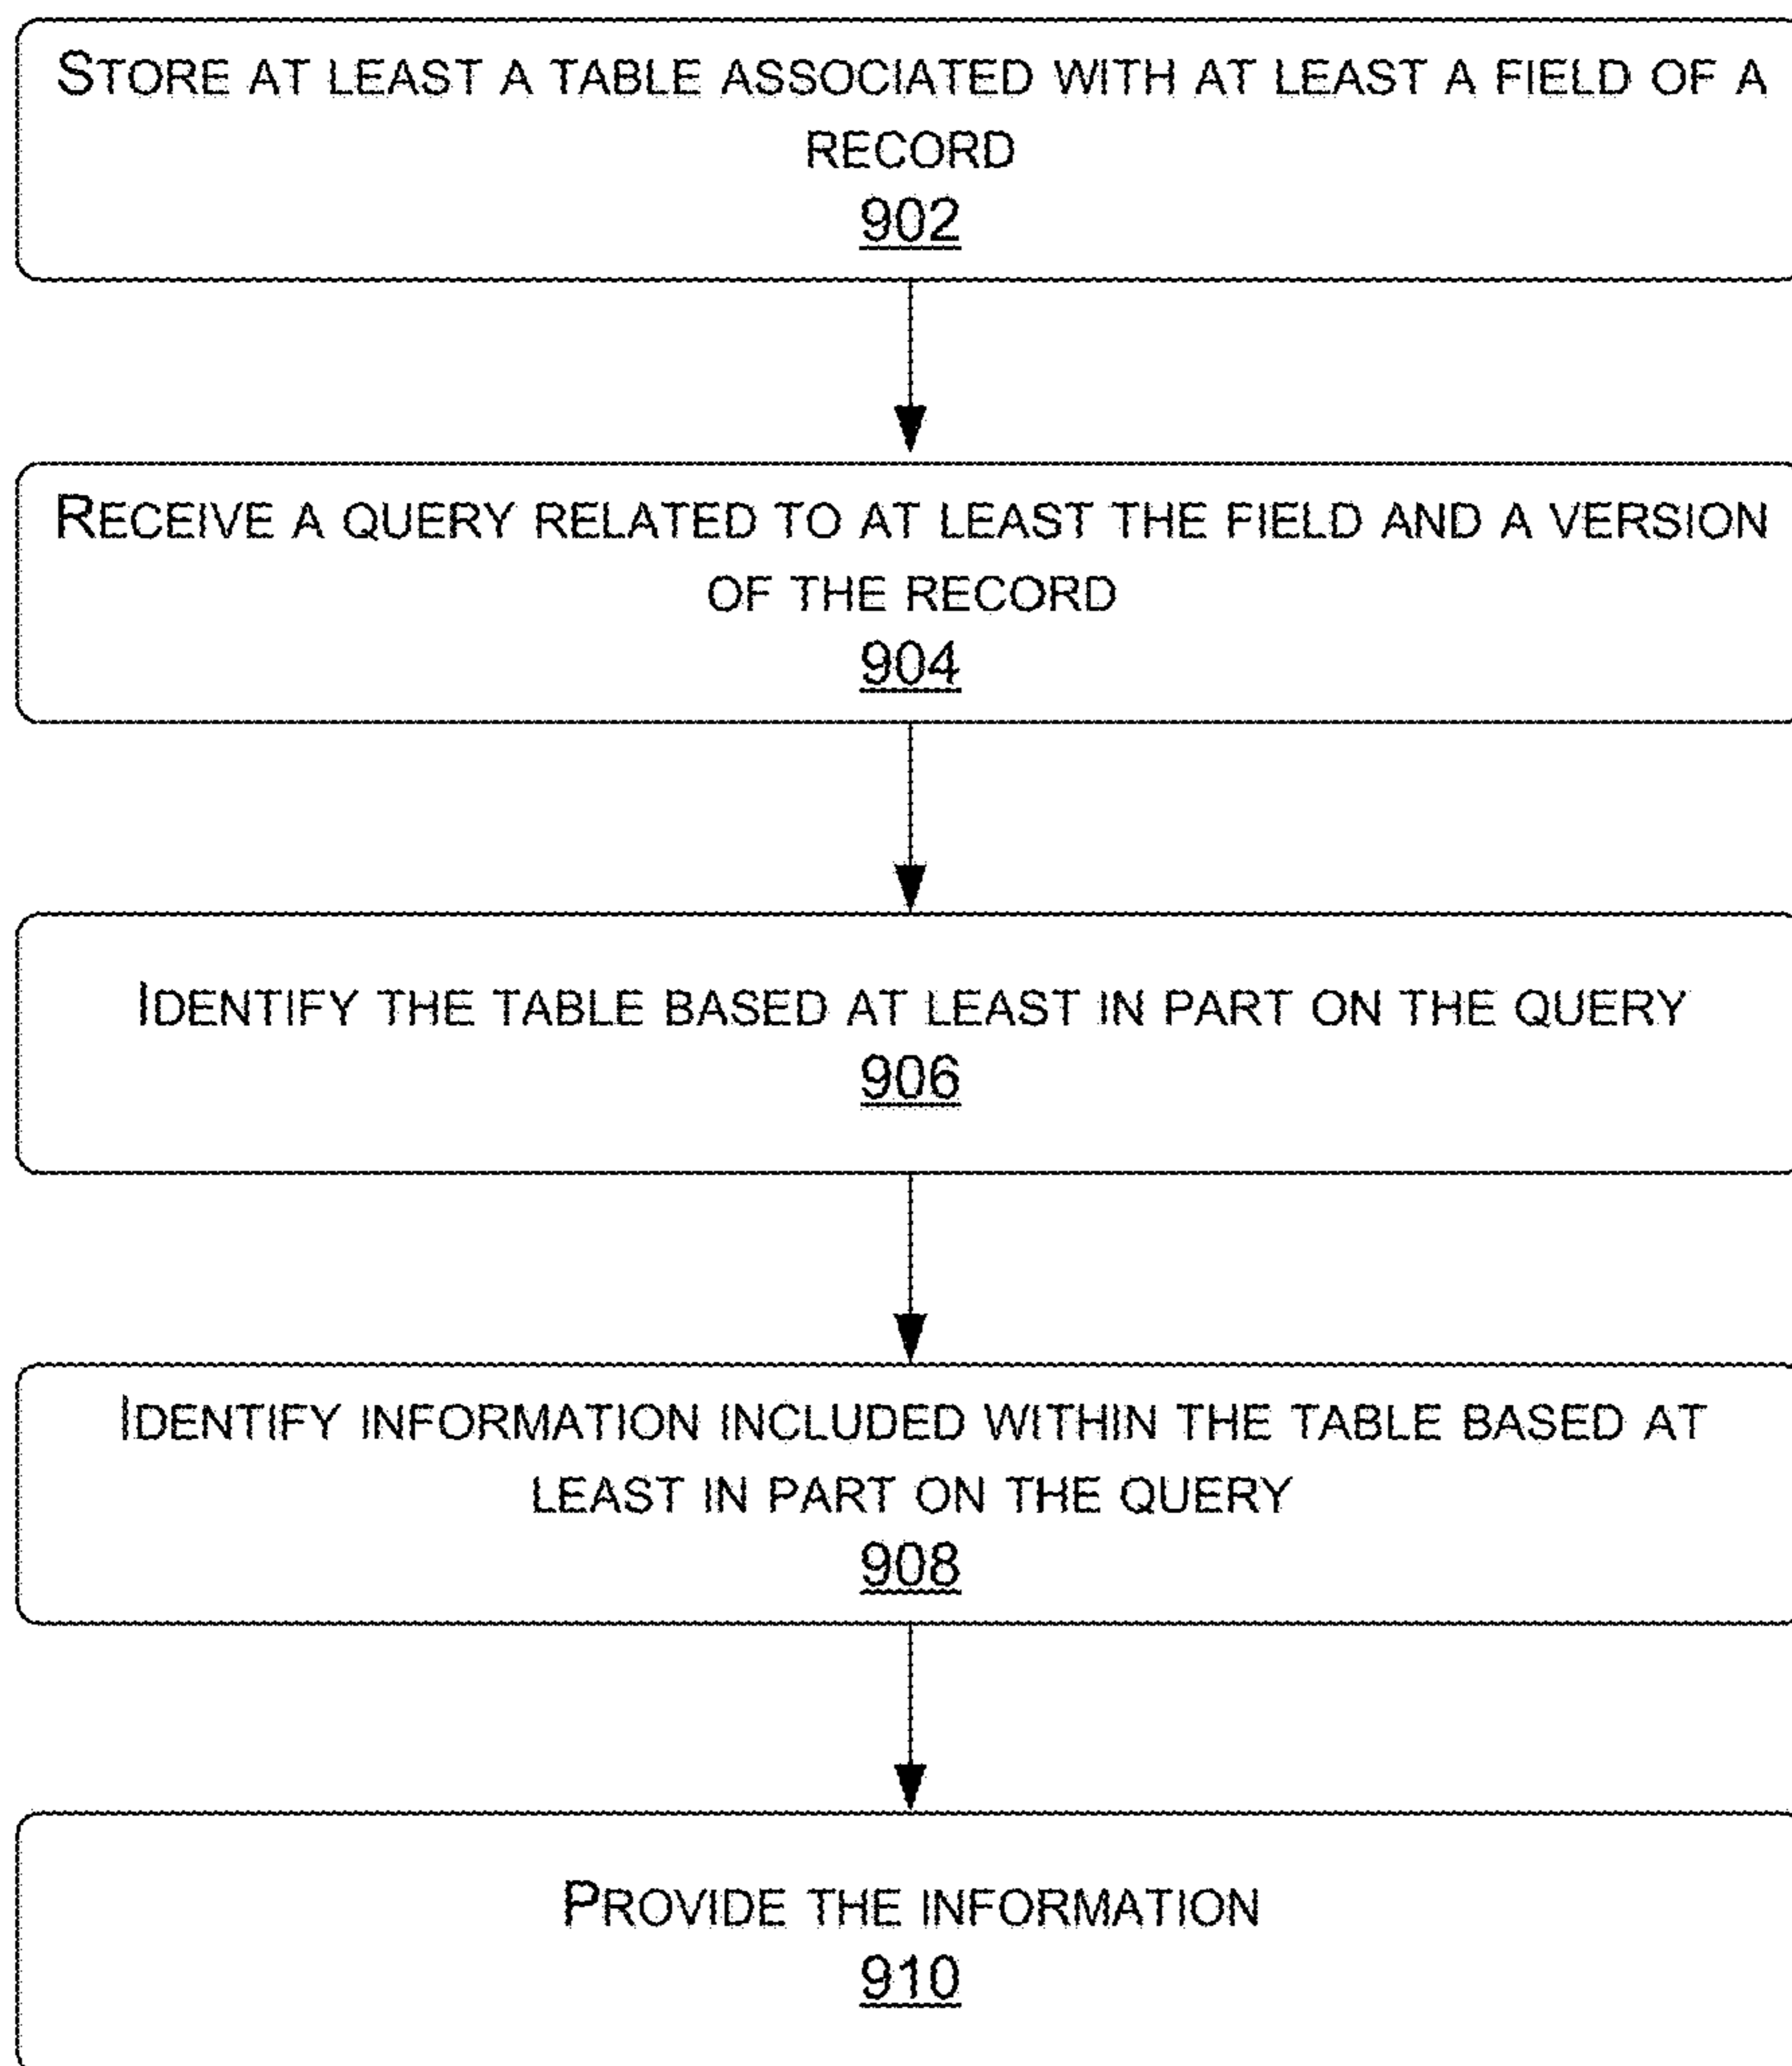 STORE AT LEAST A TABLE ASSOCIATED WITH AT LEAST A FIELD OF A
RECORD
902
RECEIVE A QUERY RELATED TO AT LEAST THE FIELD AND A VERSION
OF THE RECORD
904
IDENTIFY THE TABLE BASED AT LEAST IN PART ON THE QUERY
906
IDENTIFY INFORMATION INCLUDED WITHIN THE TABLE BASED AT
LEAST IN PART ON THE QUERY
908
PROVIDE THE INFORMATION
910